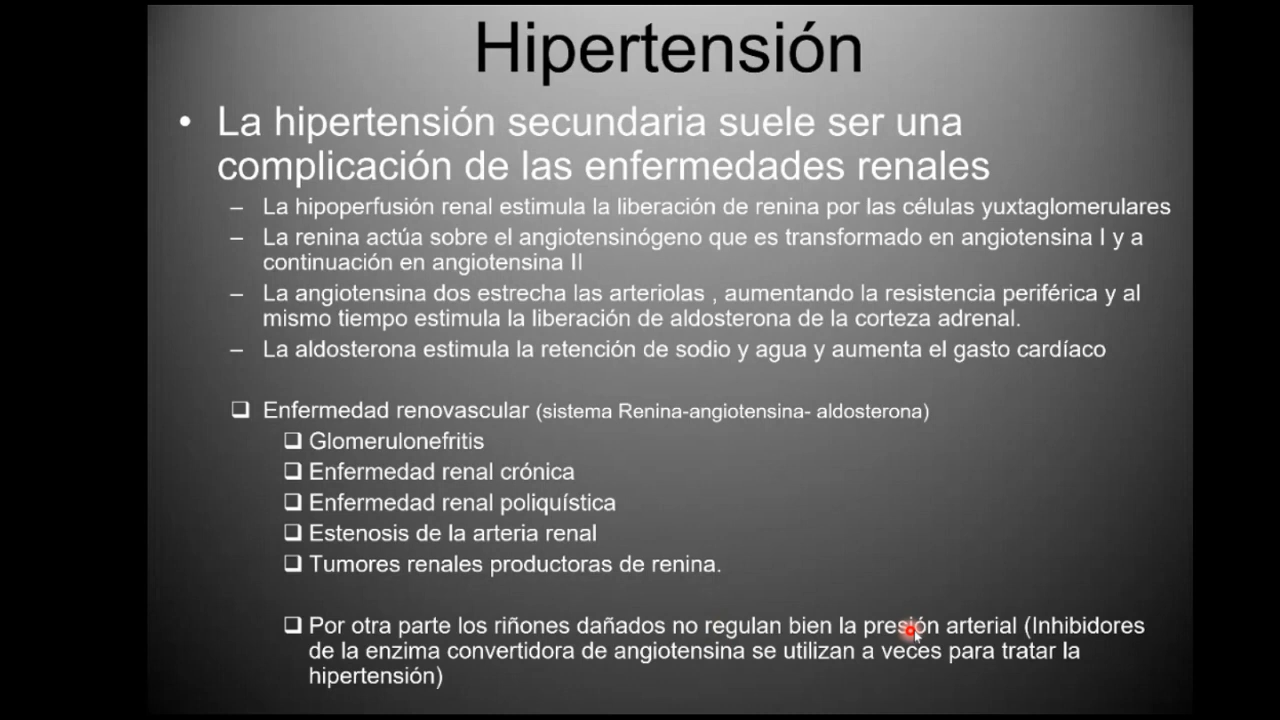 Hipertensión
• La hipertensión secundaria suele ser una
complicación de las enfermedades renales
– La hipoperfusión renal estimula la liberación de renina por las células yuxtaglomerulares
– La renina actúa sobre el angiotensinógeno que es transformado en angiotensina I y a
continuación en angiotensina II
– La angiotensina dos estrecha las arteriolas , aumentando la resistencia periférica y al
mismo tiempo estimula la liberación de aldosterona de la corteza adrenal.
– La aldosterona estimula la retención de sodio y agua y aumenta el gasto cardíaco
❑ Enfermedad renovascular (sistema Renina-angiotensina- aldosterona)
❑ Glomerulonefritis
❑ Enfermedad renal crónica
❑ Enfermedad renal poliquística
❑ Estenosis de la arteria renal
❑ Tumores renales productoras de renina.
❑ Por otra parte los riñones dañados no regulan bien la presión arterial (Inhibidores
de la enzima convertidora de angiotensina se utilizan a veces para tratar la
hipertensión)